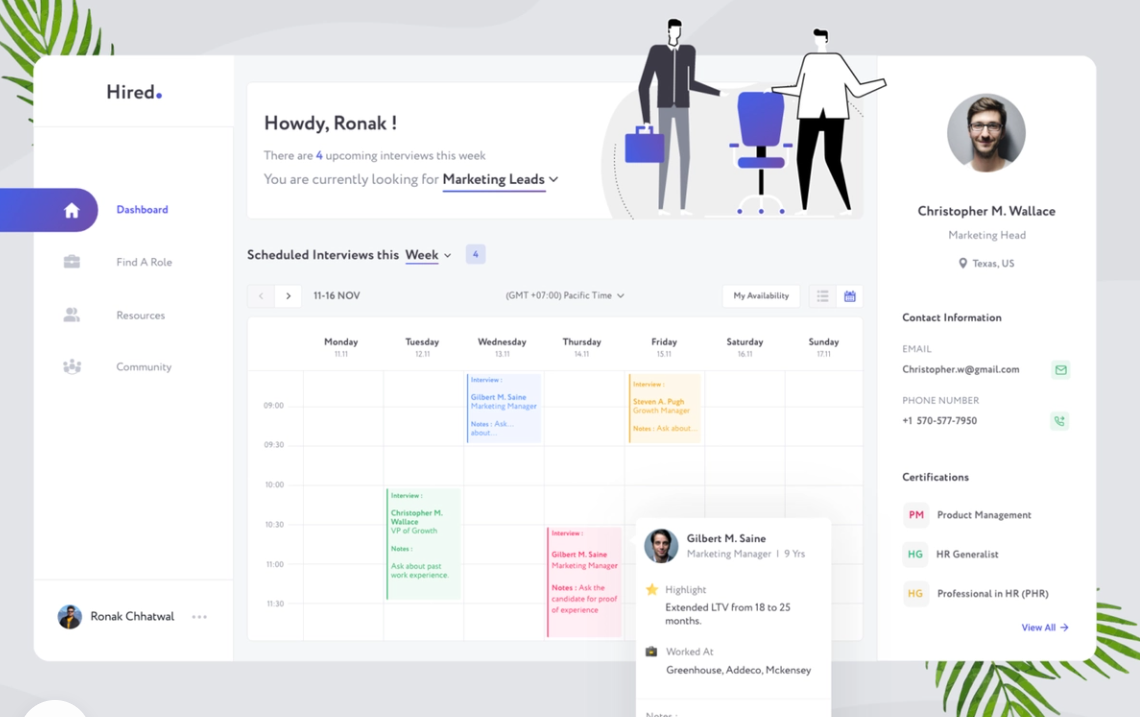 Hired.
Dashboard
Find A Role
Resources
Community
Ronak Chhatwal
Howdy, Ronak !
There are 4 upcoming interviews this week
You are currently looking for Marketing Leads
Scheduled Interviews this Week 4
11-16 NOV
(GMT +07:00) Pacific Time
My Availability
Monday
11.11
Tuesday
12.11
Wednesday
13.11
Thursday
14.11
Friday
15.11
Saturday
16.11
Sunday
17.11
09:00
09:30
10:00
10:30
11:00
11:30
Interview :
Gilbert M. Saine
Marketing Manager
Notes : Ask...
about....
Interview :
Steven A. Pugh
Growth Manager
Notes : Ask about...
Interview :
Christopher M.
Wallace
VP of Growth
Notes :
Ask about past
work experience.
Interview :
Gilbert M. Saine
Marketing Manager
Notes : Ask the
candidate for proof
of experience
Gilbert M. Saine
Marketing Manager | 9 Yrs
Highlight
Extended LTV from 18 to 25
months.
Worked At
Greenhouse, Addeco, Mckensey
Notes :
Christopher M. Wallace
Marketing Head
Texas, US
Contact Information
EMAIL
Christopher.w@gmail.com
PHONE NUMBER
+1 570-577-7950
Certifications
PM Product Management
HG HR Generalist
HG Professional in HR (PHR)
View All